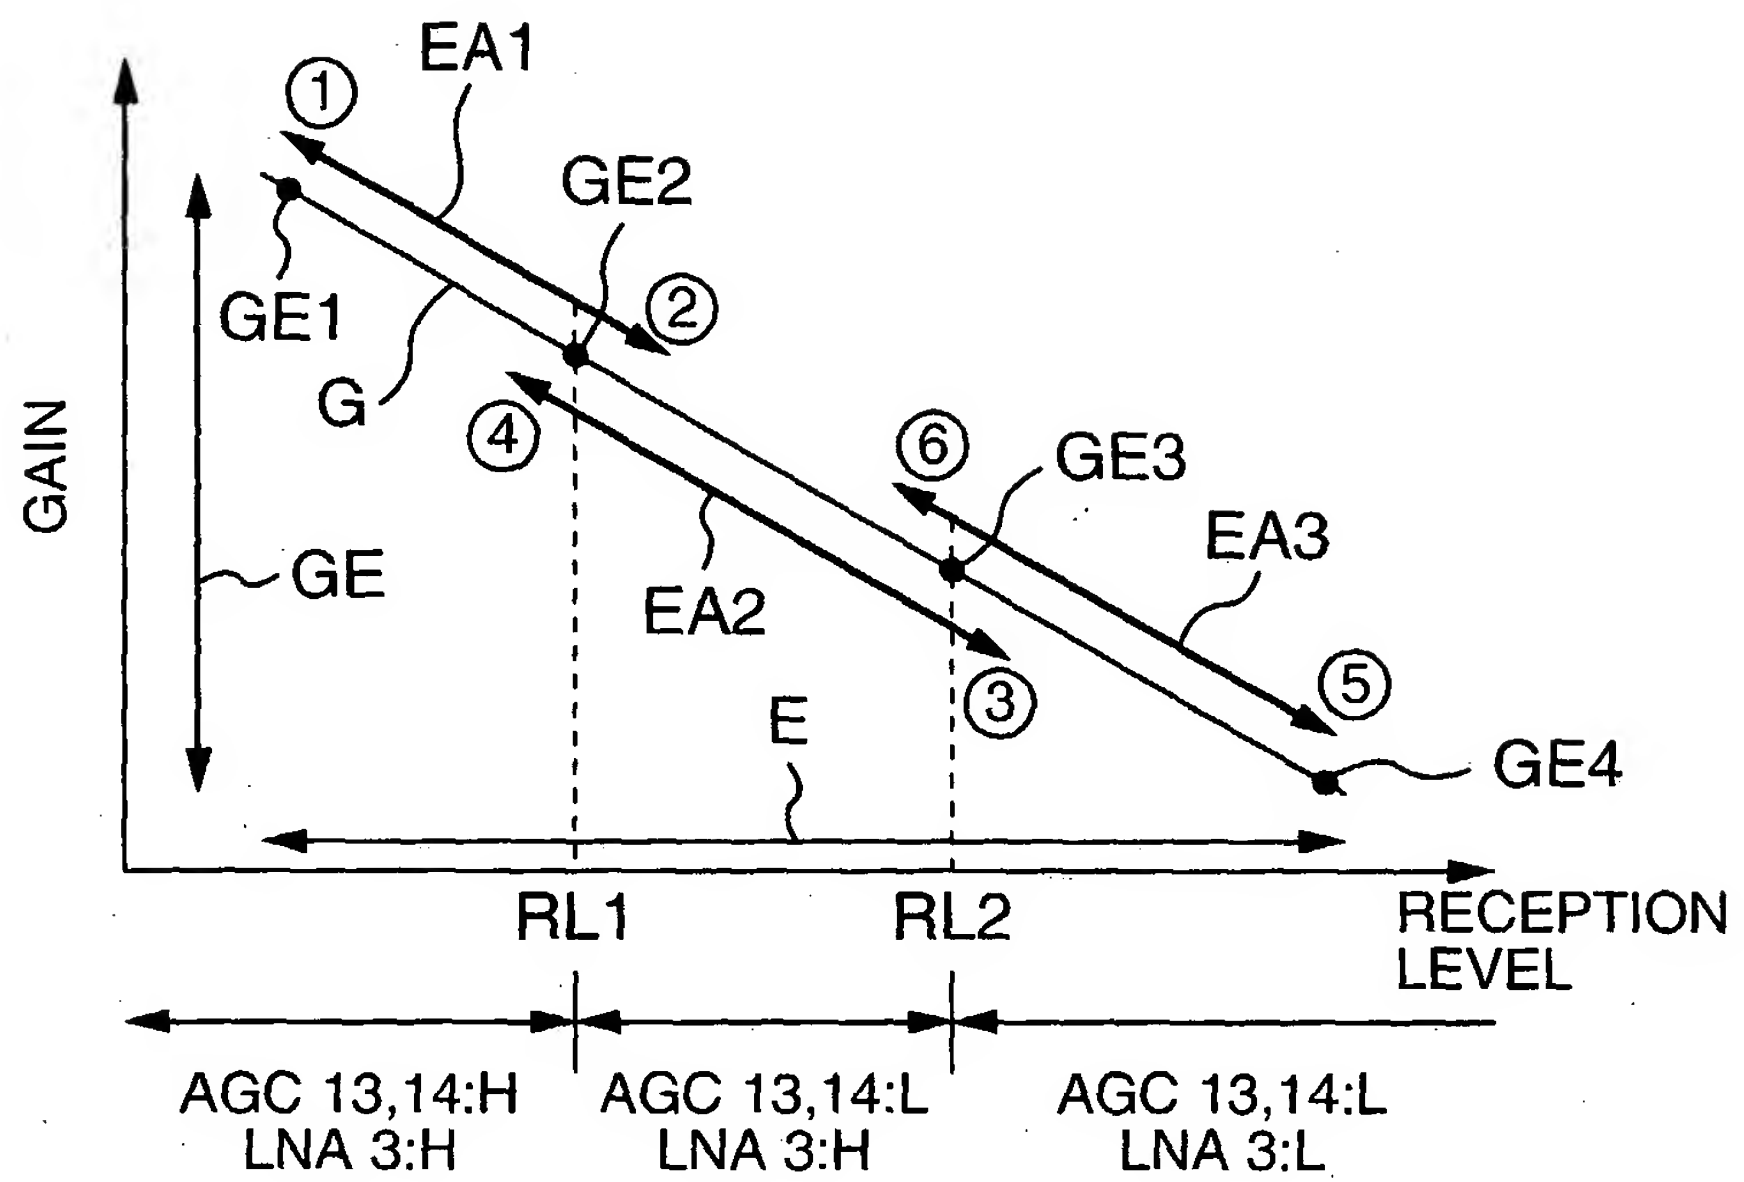 EA1
①
GE2
GE1
②
G
④
⑥
GE3
GAIN
EA3
GE
EA2
⑤
③
E
GE4
RL1
RL2
RECEPTION
LEVEL
AGC 13,14:H
LNA 3:H
AGC 13,14:L
LNA 3:H
AGC 13,14:L
LNA 3:L